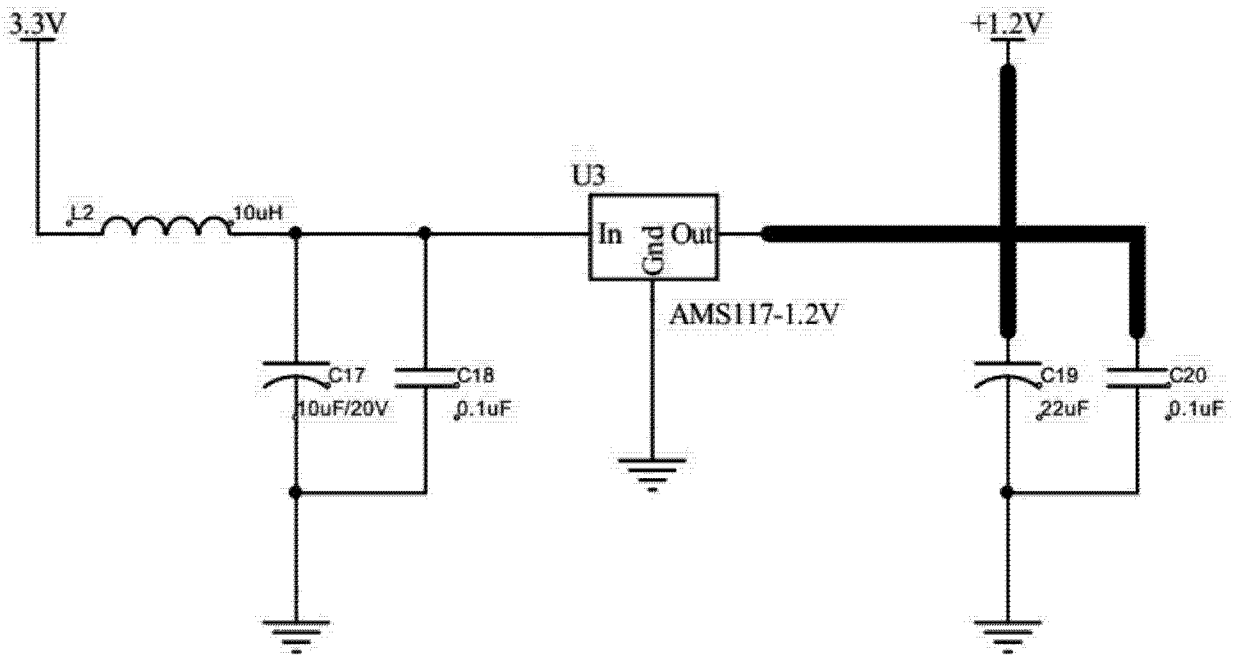 3.3V
+1.2V
U3
L2
10uH
In
Gnd
Out
AMS117-1.2V
C17
10uF/20V
C18
0.1uF
C19
22uF
C20
0.1uF